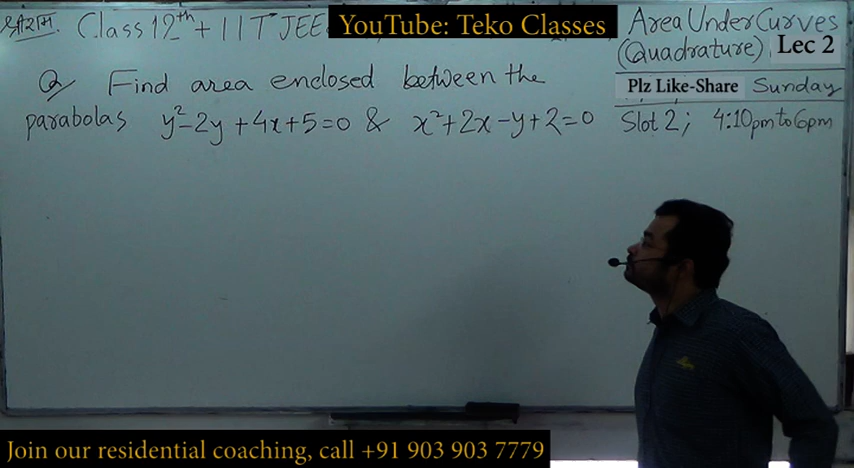 श्रीराम. Class 12th + IIT JEE
YouTube: Teko Classes
Area Under Curves
(Quadrature) Lec 2
Plz Like-Share Sunday
Slot 2; 4:10pm to 6pm
Q Find area enclosed between the
parabolas y²-2y+4x+5=0 & x²+2x-y+2=0
Join our residential coaching, call +91 903 903 7779